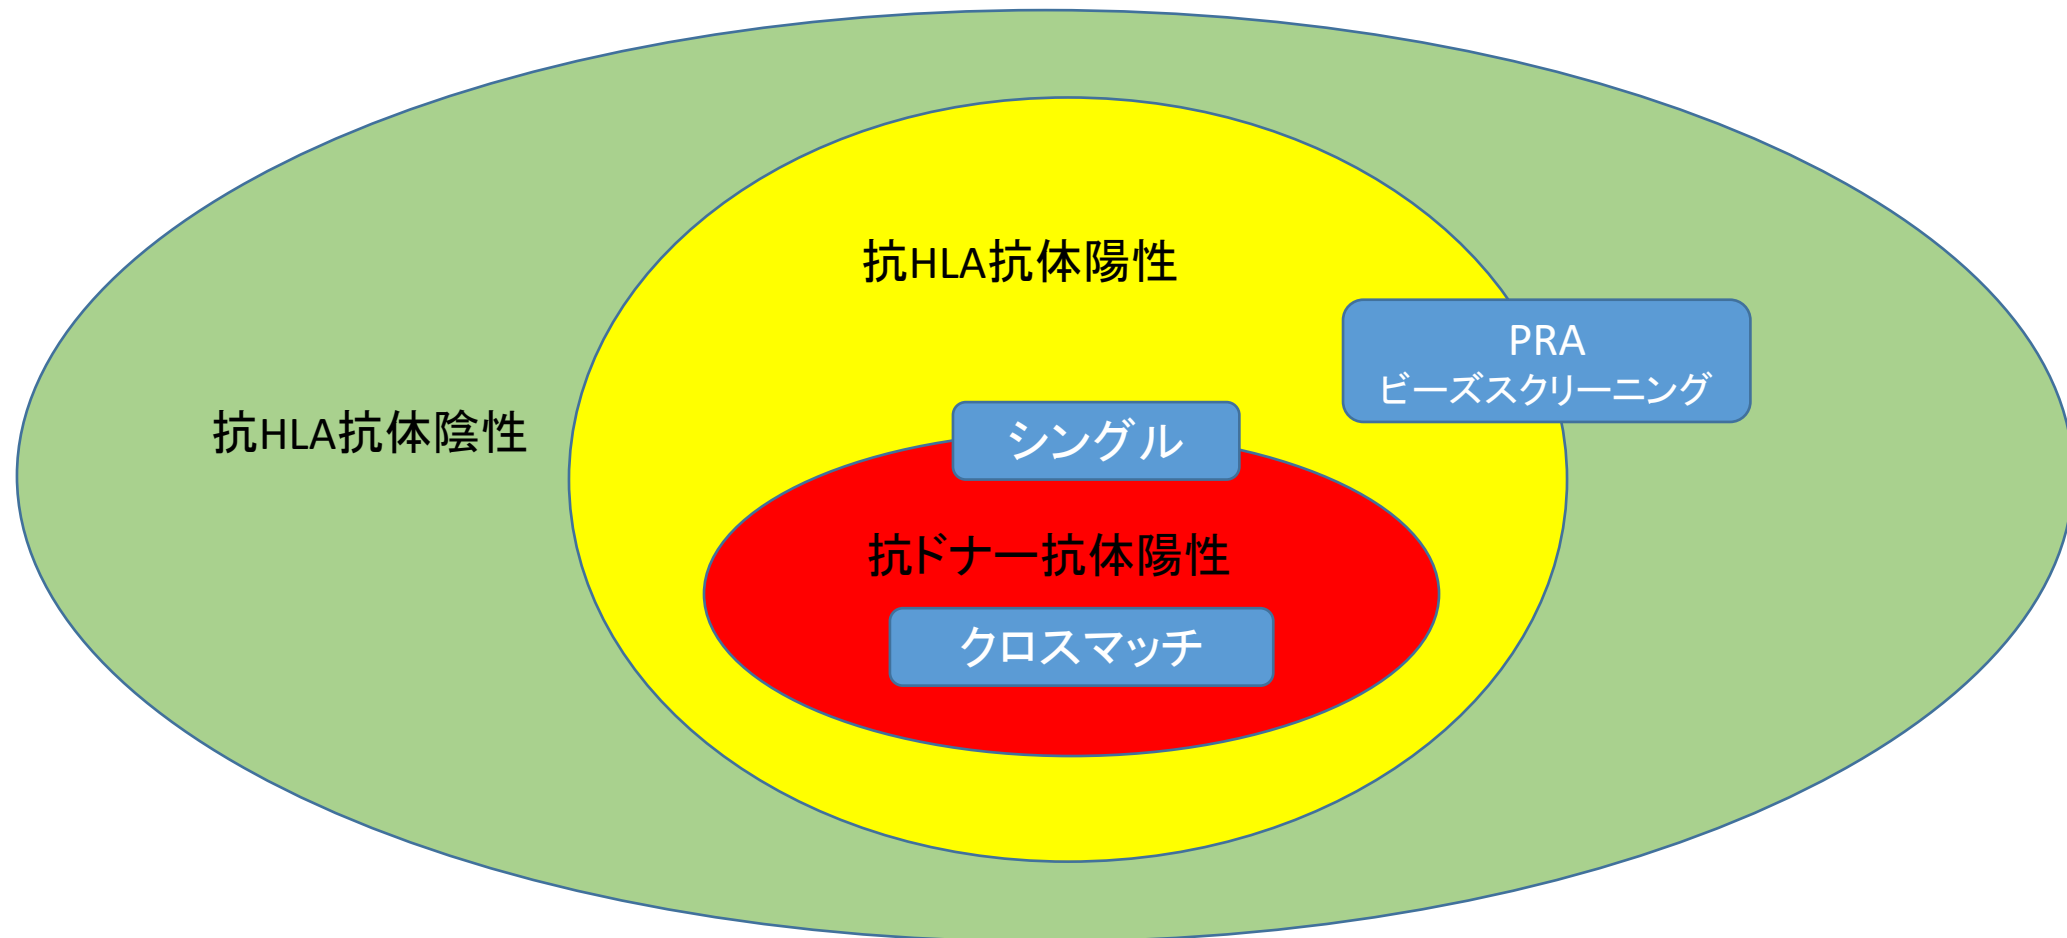 抗HLA抗体陽性
PRA
ビーズスクリーニング
抗HLA抗体陰性
シングル
抗ドナー抗体陽性
クロスマッチ